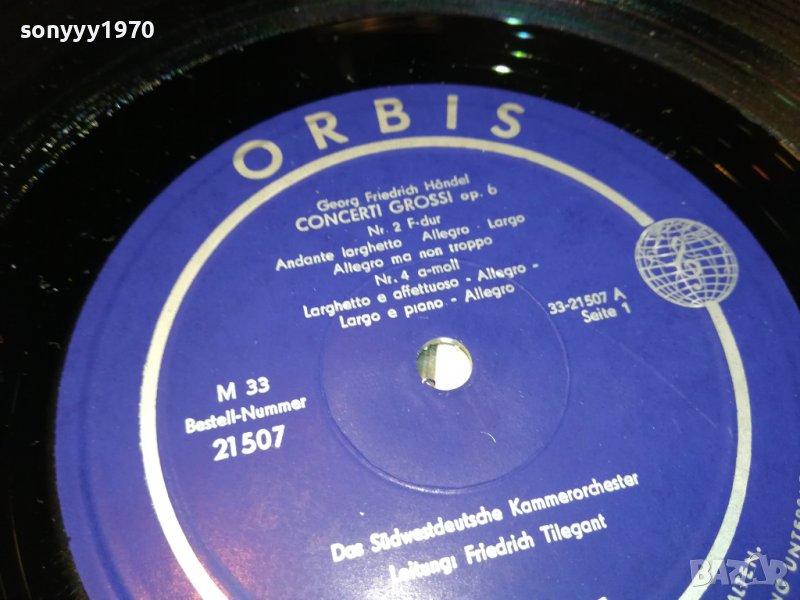 sonyyy1970
ORBIS
Georg Friedrich Händel
CONCERTI GROSSI op. 6
Nr. 2 F-dur
Andante larghetto Allegro - Largo
Allegro ma non troppo
Nr. 4 a-moll
Larghetto e affettuoso - Allegro -
Largo e piano - Allegro
33-21507 A
Seite 1
M 33
Bestell-Nummer
21507
Das Südwestdeutsche Kammerorchester
Leitung: Friedrich Tilegant
bazar